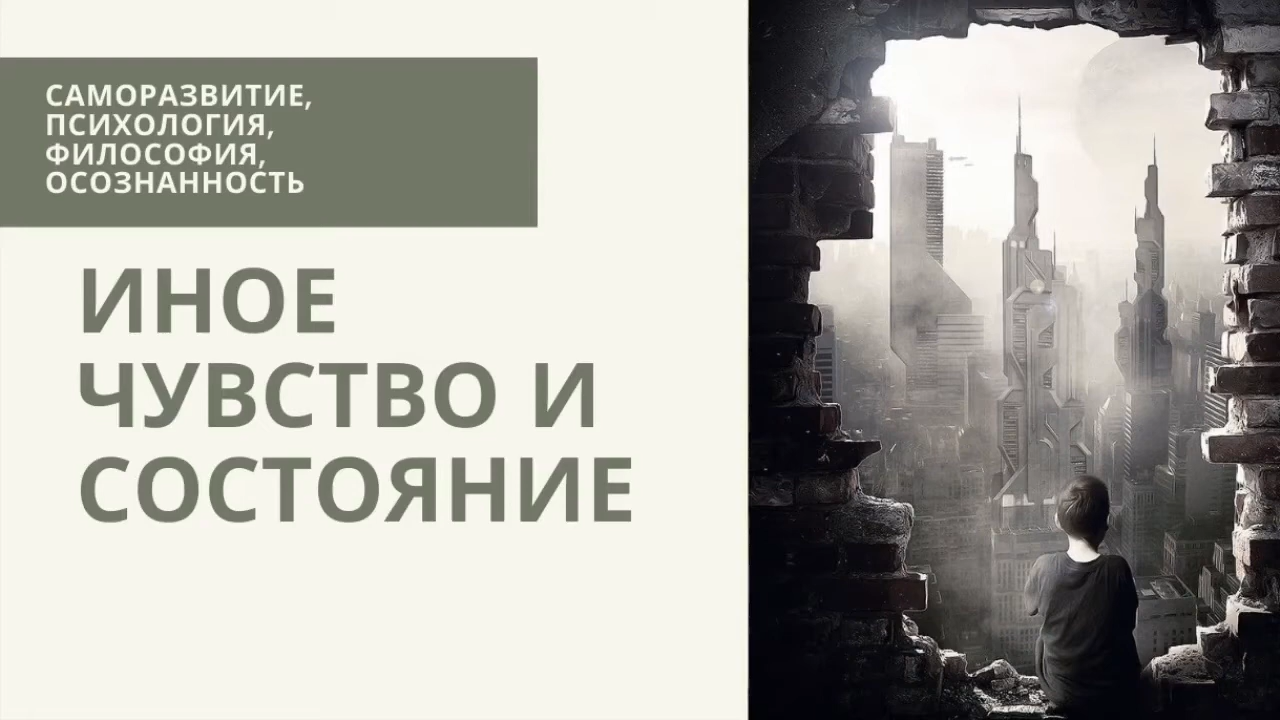 САМОРАЗВИТИЕ,
ПСИХОЛОГИЯ,
ФИЛОСОФИЯ,
ОСОЗНАННОСТЬ
ИНОЕ
ЧУВСТВО И
СОСТОЯНИЕ